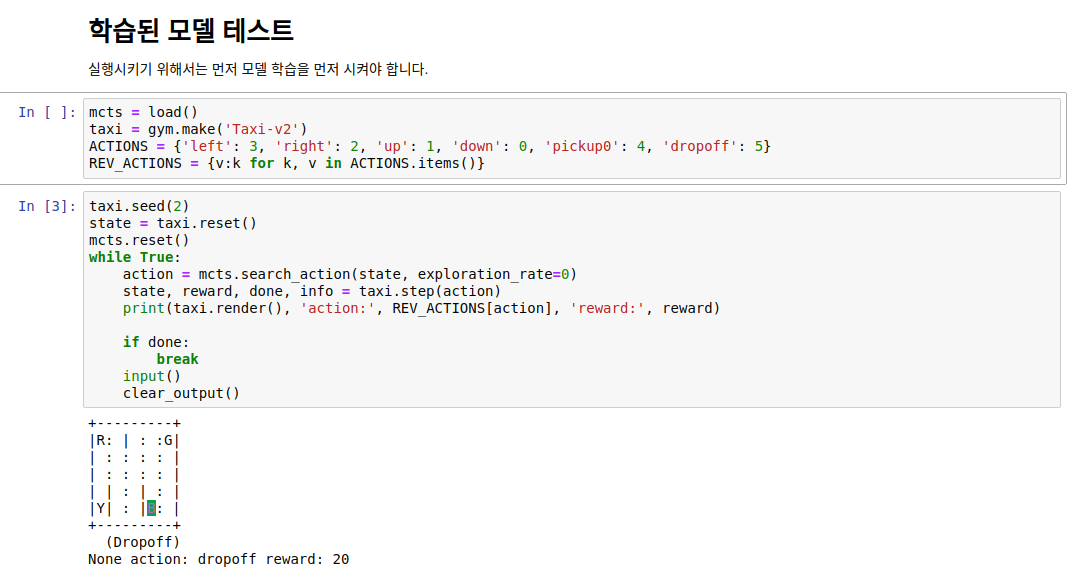 학습된 모델 테스트
실행시키기 위해서는 먼저 모델 학습을 먼저 시켜야 합니다.
In [ ]: mcts = load()
taxi = gym.make('Taxi-v2')
ACTIONS = {'left': 3, 'right': 2, 'up': 1, 'down': 0, 'pickup0': 4, 'dropoff': 5}
REV_ACTIONS = {v:k for k, v in ACTIONS.items()}
In [3]: taxi.seed(2)
state = taxi.reset()
mcts.reset()
while True:
    action = mcts.search_action(state, exploration_rate=0)
    state, reward, done, info = taxi.step(action)
    print(taxi.render(), 'action:', REV_ACTIONS[action], 'reward:', reward)
    if done:
        break
    input()
    clear_output()
+---------+
|R: | : :G|
| : : : : |
| : : : : |
| | : | : |
|Y| : |B: |
+---------+
  (Dropoff)
None action: dropoff reward: 20